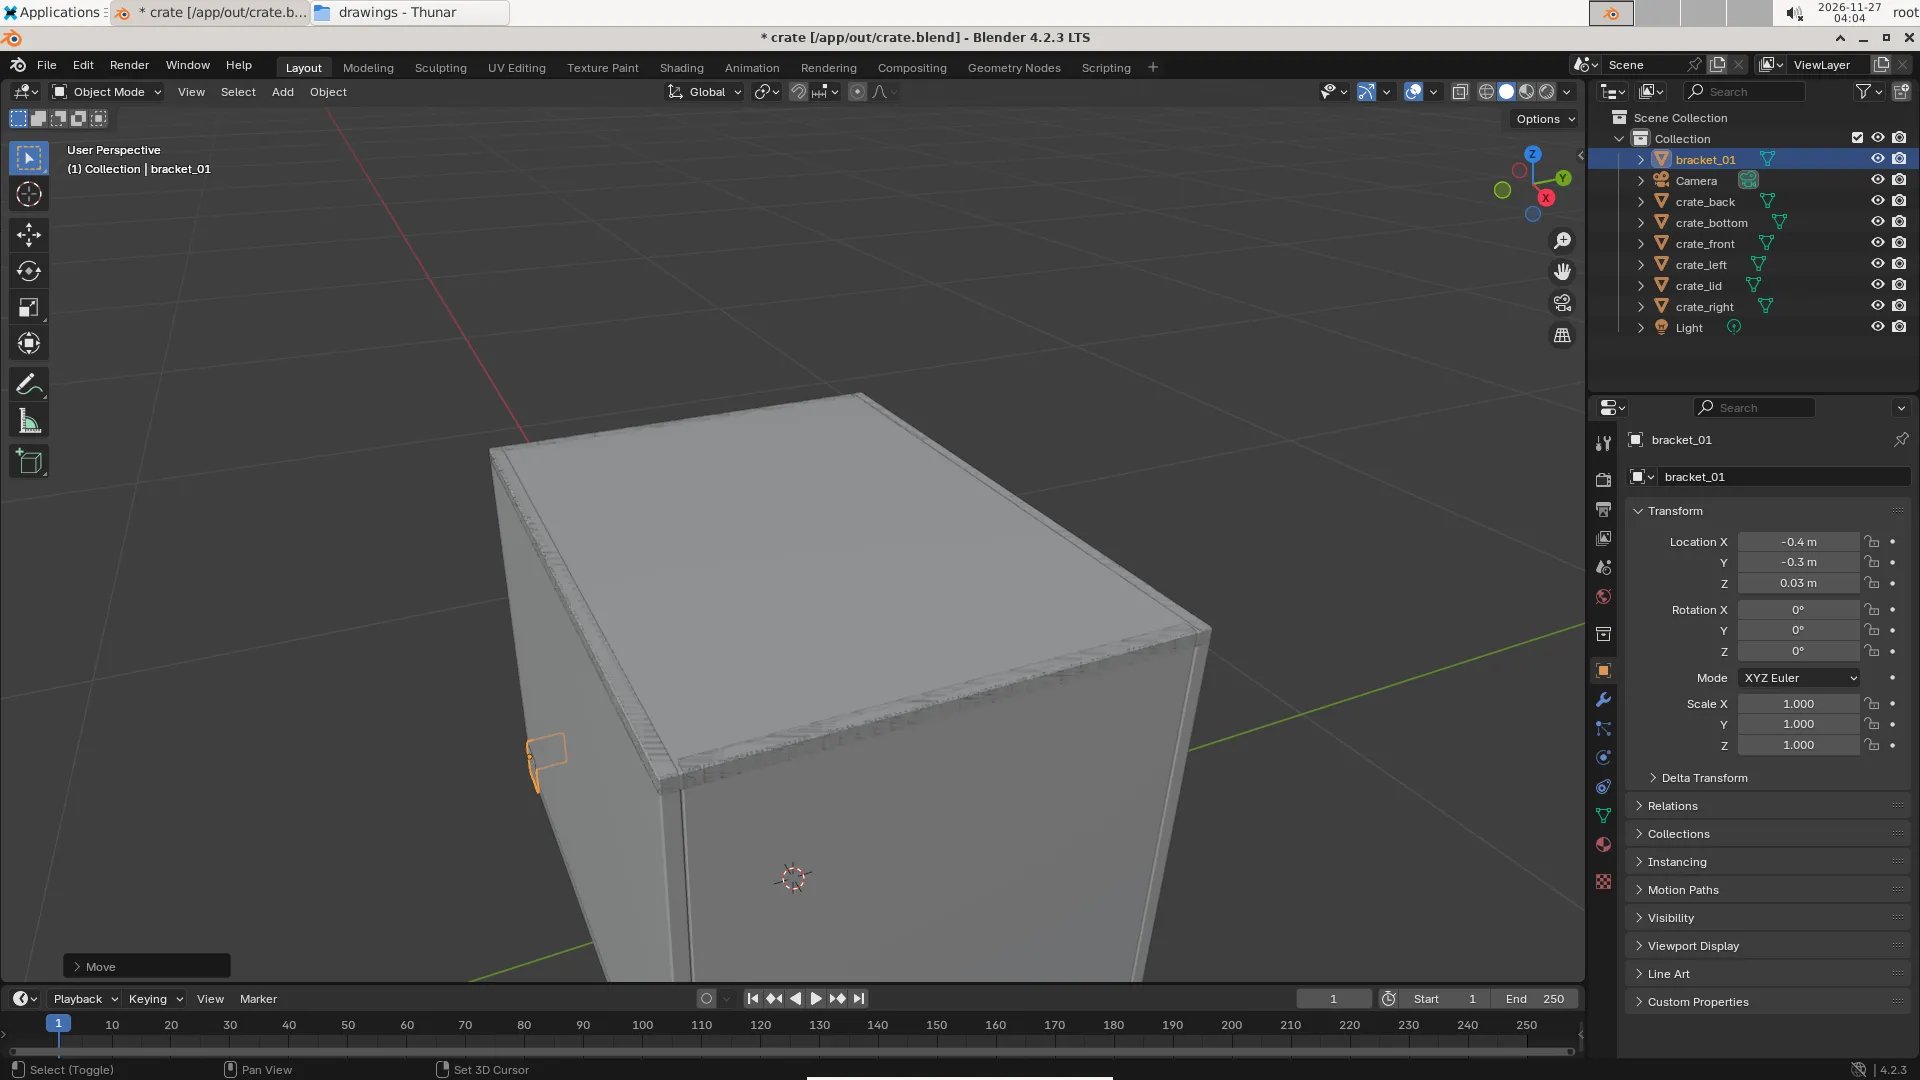 Applications
* crate [/app/out/crate.b...
drawings - Thunar
2026-11-27
04:04
root
* crate [/app/out/crate.blend] - Blender 4.2.3 LTS
File Edit Render Window Help
Layout Modeling Sculpting UV Editing Texture Paint Shading Animation Rendering Compositing Geometry Nodes Scripting
Scene
ViewLayer
Object Mode View Select Add Object
Global
Search
Options
User Perspective
(1) Collection | bracket_01
Z
Y
X
Scene Collection
Collection
bracket_01
Camera
crate_back
crate_bottom
crate_front
crate_left
crate_lid
crate_right
Light
Search
bracket_01
bracket_01
Transform
Location X -0.4 m
Y -0.3 m
Z 0.03 m
Rotation X 0°
Y 0°
Z 0°
Mode XYZ Euler
Scale X 1.000
Y 1.000
Z 1.000
Delta Transform
Relations
Collections
Instancing
Motion Paths
Visibility
Viewport Display
Line Art
Custom Properties
Move
Playback Keying View Marker
1
Start 1
End 250
1 10 20 30 40 50 60 70 80 90 100 110 120 130 140 150 160 170 180 190 200 210 220 230 240 250
Select (Toggle)
Pan View
Set 3D Cursor
4.2.3